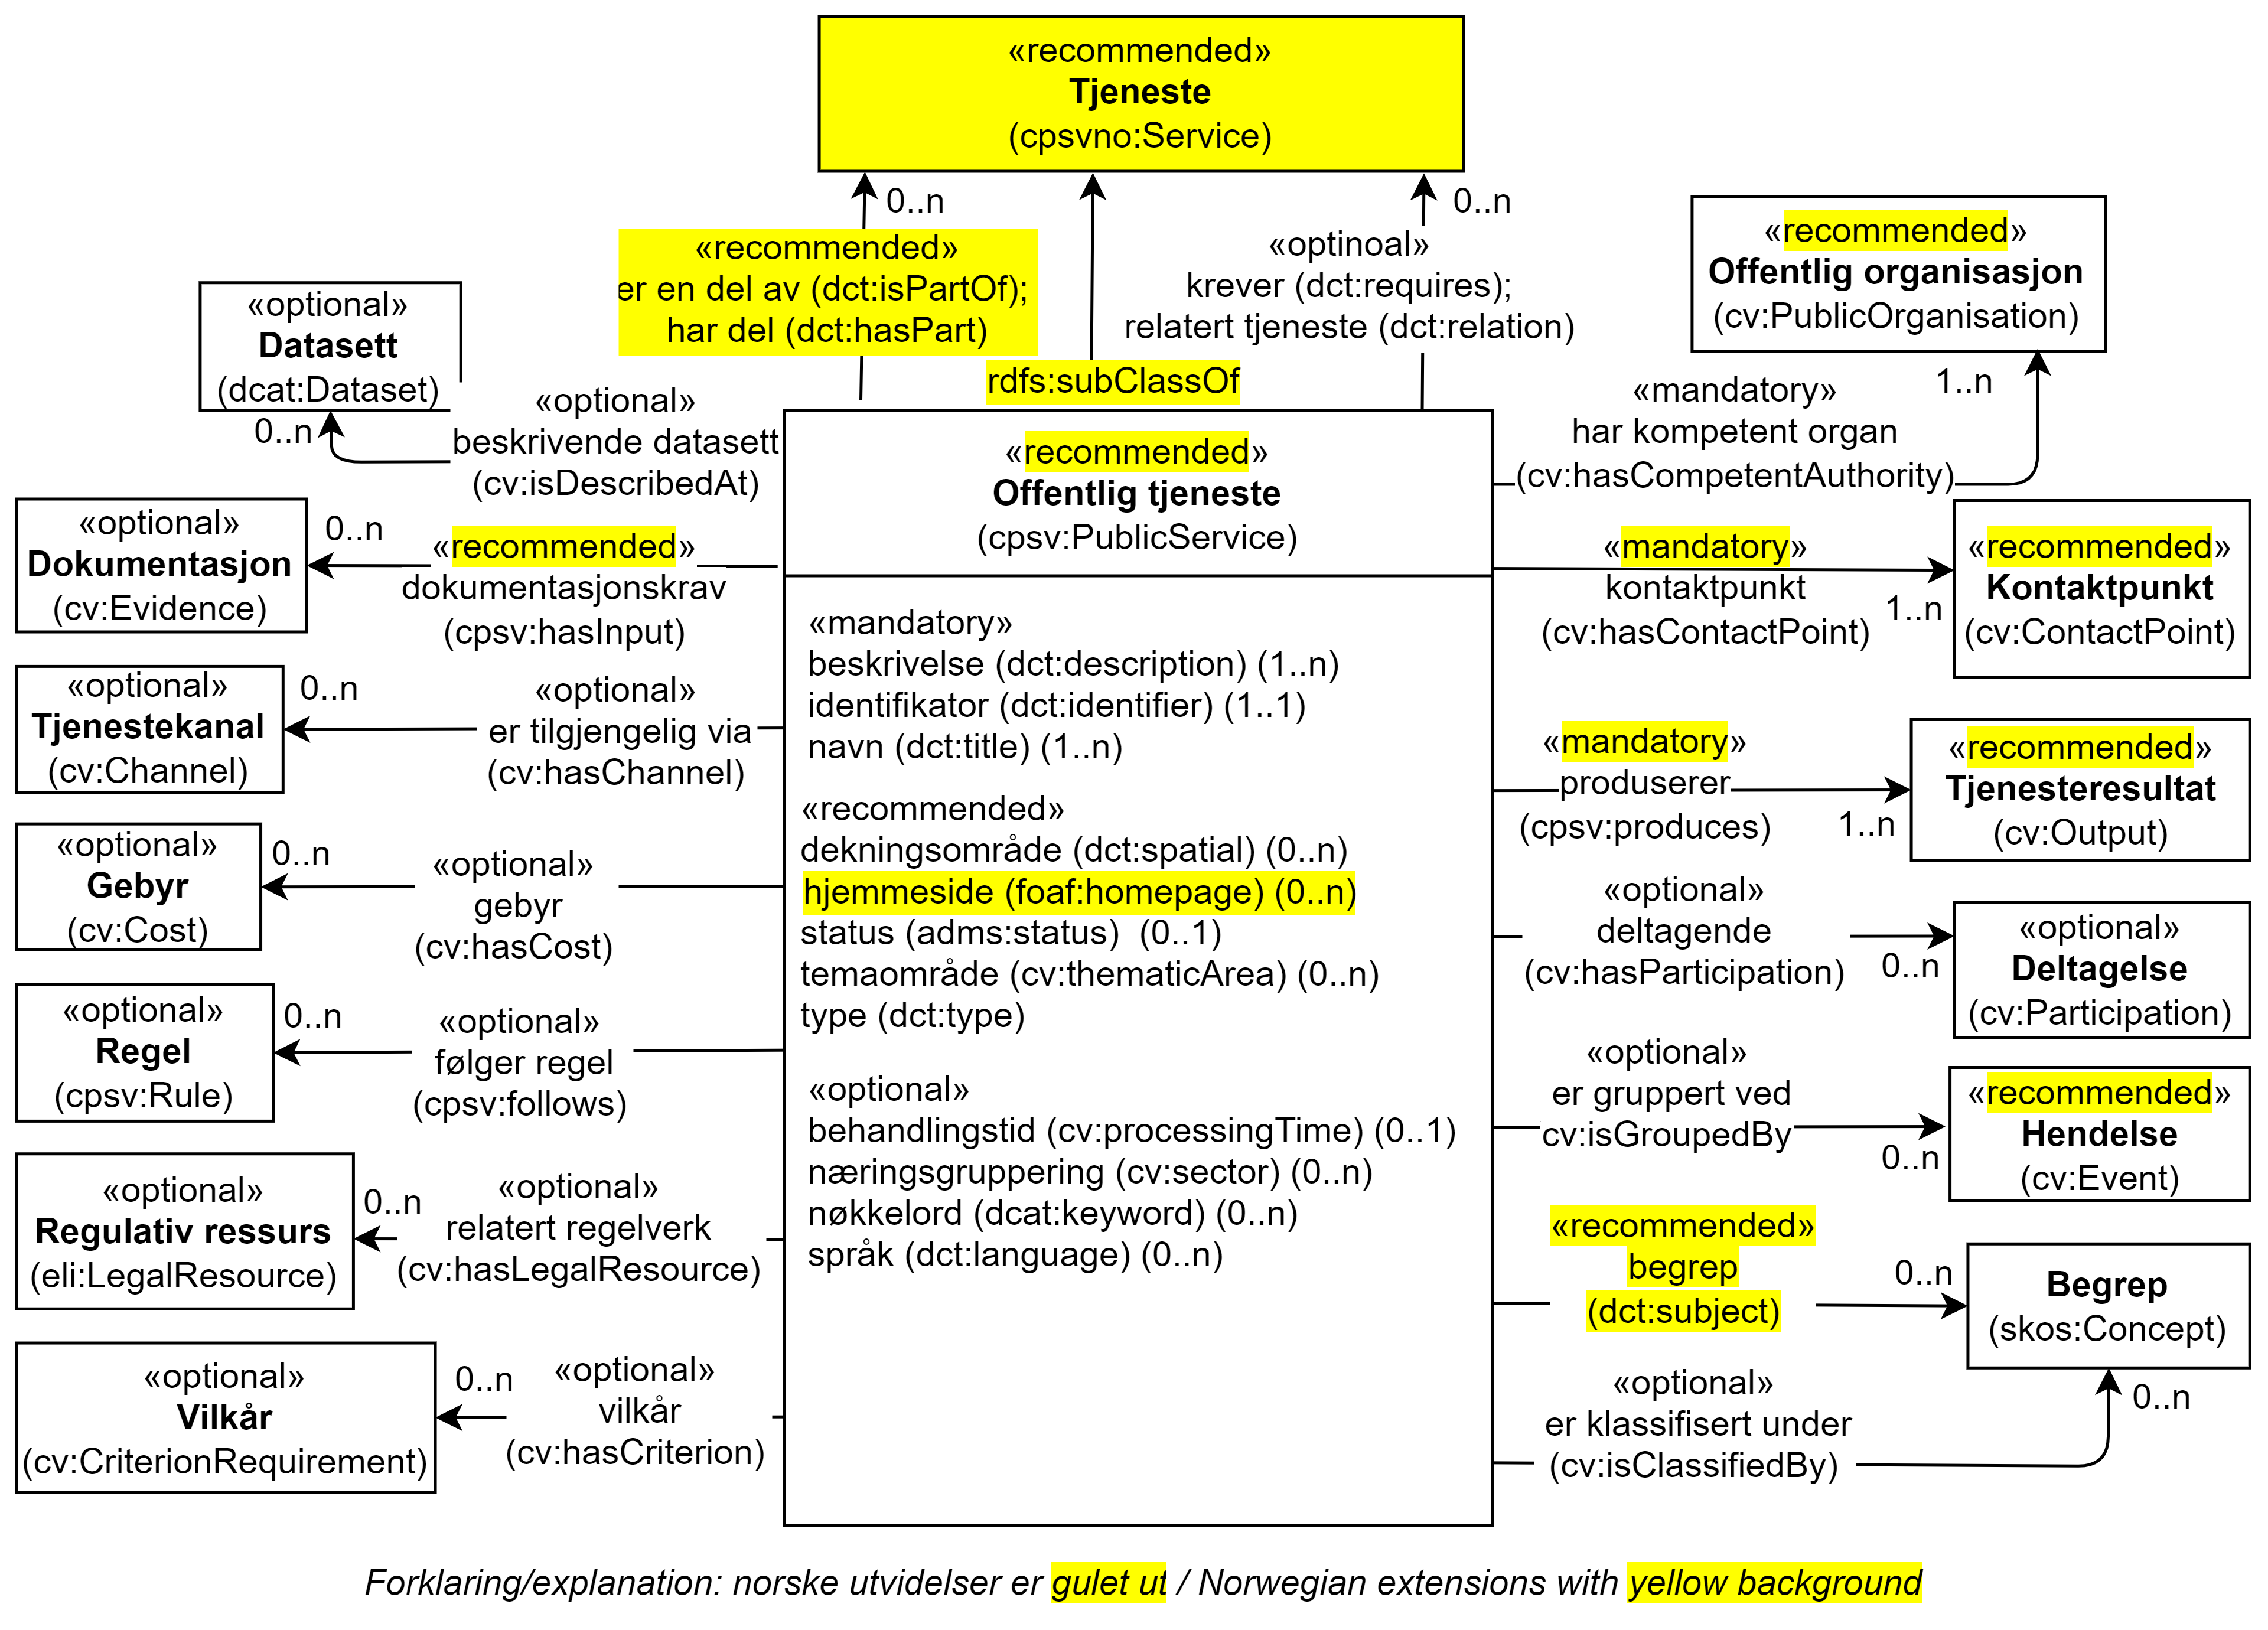 «recommended»
Tjeneste
(cpsvno:Service)
0..n
0..n
«recommended»
er en del av (dct:isPartOf);
har del (dct:hasPart)
rdfs:subClassOf
«optinoal»
krever (dct:requires);
relatert tjeneste (dct:relation)
«recommended»
Offentlig organisasjon
(cv:PublicOrganisation)
1..n
«mandatory»
har kompetent organ
(cv:hasCompetentAuthority)
«optional»
Datasett
(dcat:Dataset)
0..n
«optional»
beskrivende datasett
(cv:isDescribedAt)
«optional»
Dokumentasjon
(cv:Evidence)
0..n
«recommended»
dokumentasjonskrav
(cpsv:hasInput)
«optional»
Tjenestekanal
(cv:Channel)
0..n
«optional»
er tilgjengelig via
(cv:hasChannel)
«optional»
Gebyr
(cv:Cost)
0..n
«optional»
gebyr
(cv:hasCost)
«optional»
Regel
(cpsv:Rule)
0..n
«optional»
følger regel
(cpsv:follows)
«optional»
Regulativ ressurs
(eli:LegalResource)
0..n
«optional»
relatert regelverk
(cv:hasLegalResource)
«optional»
Vilkår
(cv:CriterionRequirement)
0..n
«optional»
vilkår
(cv:hasCriterion)
«recommended»
Offentlig tjeneste
(cpsv:PublicService)
«mandatory»
beskrivelse (dct:description) (1..n)
identifikator (dct:identifier) (1..1)
navn (dct:title) (1..n)
«recommended»
dekningsområde (dct:spatial) (0..n)
hjemmeside (foaf:homepage) (0..n)
status (adms:status)  (0..1)
temaområde (cv:thematicArea) (0..n)
type (dct:type)
«optional»
behandlingstid (cv:processingTime) (0..1)
næringsgruppering (cv:sector) (0..n)
nøkkelord (dcat:keyword) (0..n)
språk (dct:language) (0..n)
«mandatory»
kontaktpunkt
(cv:hasContactPoint)
1..n
«recommended»
Kontaktpunkt
(cv:ContactPoint)
«mandatory»
produserer
(cpsv:produces)
1..n
«recommended»
Tjenesteresultat
(cv:Output)
«optional»
deltagende
(cv:hasParticipation)
0..n
«optional»
Deltagelse
(cv:Participation)
«optional»
er gruppert ved
cv:isGroupedBy
0..n
«recommended»
Hendelse
(cv:Event)
«recommended»
begrep
(dct:subject)
0..n
Begrep
(skos:Concept)
«optional»
er klassifisert under
(cv:isClassifiedBy)
0..n
Forklaring/explanation: norske utvidelser er gulet ut / Norwegian extensions with yellow background